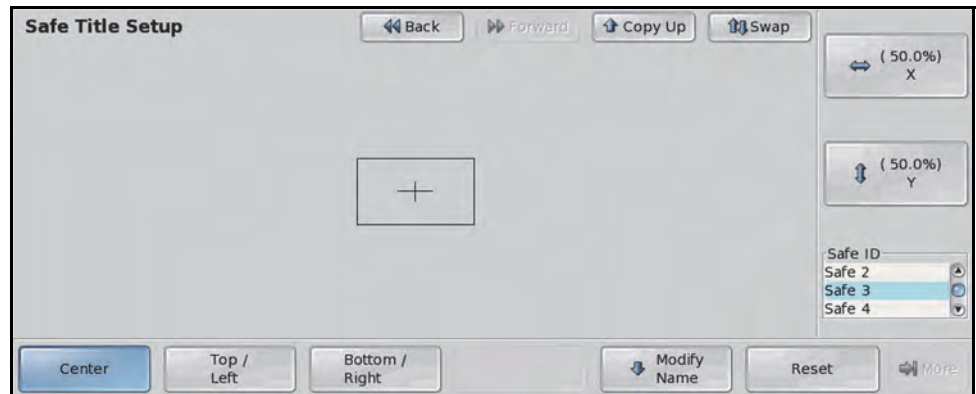 Safe Title Setup
Back
Forward
Copy Up
Swap
( 50.0%)
X
( 50.0%)
Y
Safe ID
Safe 2
Safe 3
Safe 4
Center
Top /
Left
Bottom /
Right
Modify
Name
Reset
More